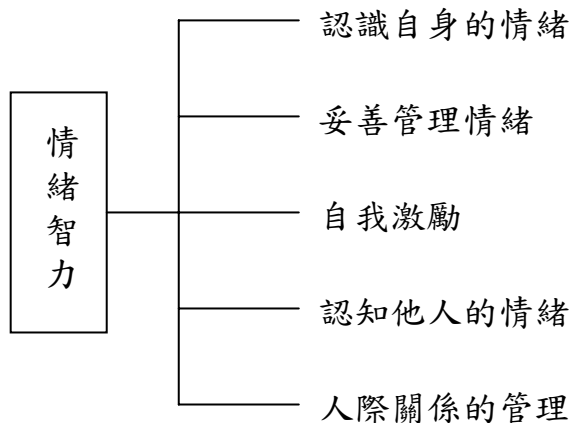 情緒智力
認識自身的情緒
妥善管理情緒
自我激勵
認知他人的情緒
人際關係的管理